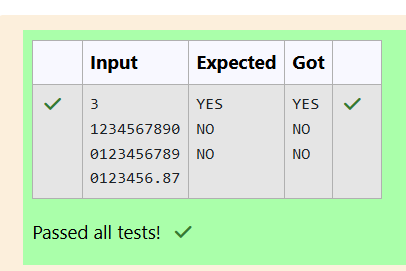 Input Expected Got
3 YES YES
1234567890 NO NO
0123456789 NO NO
0123456.87
Passed all tests!